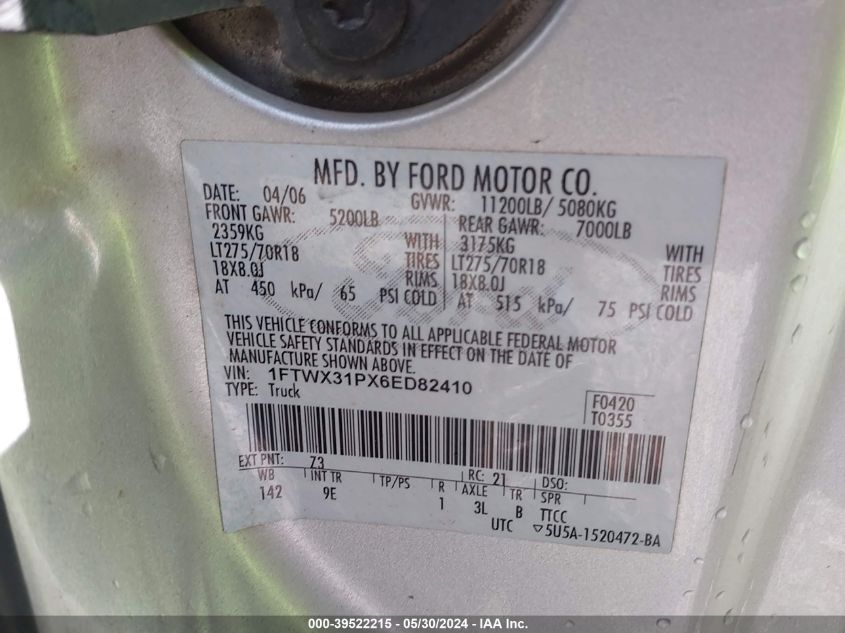 MFD. BY FORD MOTOR CO.
DATE: 04/06 GVWR: 11200LB/ 5080KG
FRONT GAWR: 5200LB REAR GAWR: 7000LB
2359KG WITH 3175KG WITH
LT275/70R18 TIRES LT275/70R18 TIRES
18X8.0J RIMS 18X8.0J RIMS
AT 450 kPa/ 65 PSI COLD AT 515 kPa/ 75 PSI COLD
THIS VEHICLE CONFORMS TO ALL APPLICABLE FEDERAL MOTOR
VEHICLE SAFETY STANDARDS IN EFFECT ON THE DATE OF
MANUFACTURE SHOWN ABOVE.
VIN: 1FTWX31PX6ED82410
TYPE: Truck
F0420
T0355
EXT PNT: 73 RC: 21 DSO:
WB INT TR TP/PS R AXLE TR SPR
142 9E 1 3L B TTCC
UTC ▽5U5A-1520472-BA
Ford
000-39522215 - 05/30/2024 - IAA Inc.